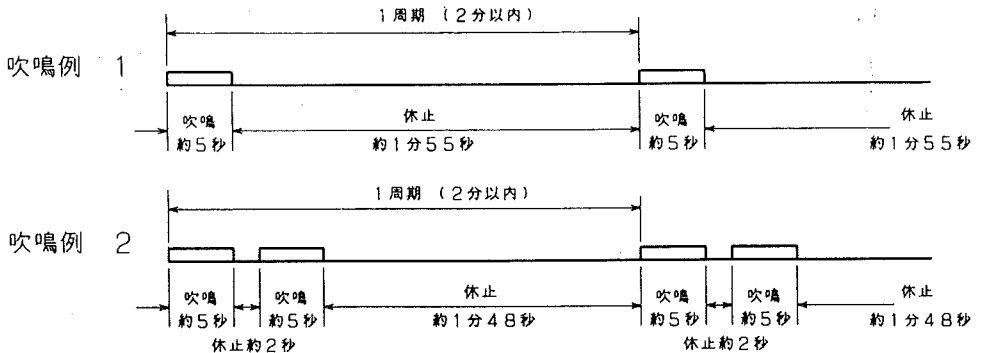 1周期 (2分以内)
吹鳴例 1
吹鳴
約5秒
休止
約1分55秒
吹鳴
約5秒
休止
約1分55秒
1周期 (2分以内)
吹鳴例 2
吹鳴
約5秒
吹鳴
約5秒
休止
約1分48秒
吹鳴
約5秒
吹鳴
約5秒
休止
約1分48秒
休止約2秒
休止約2秒